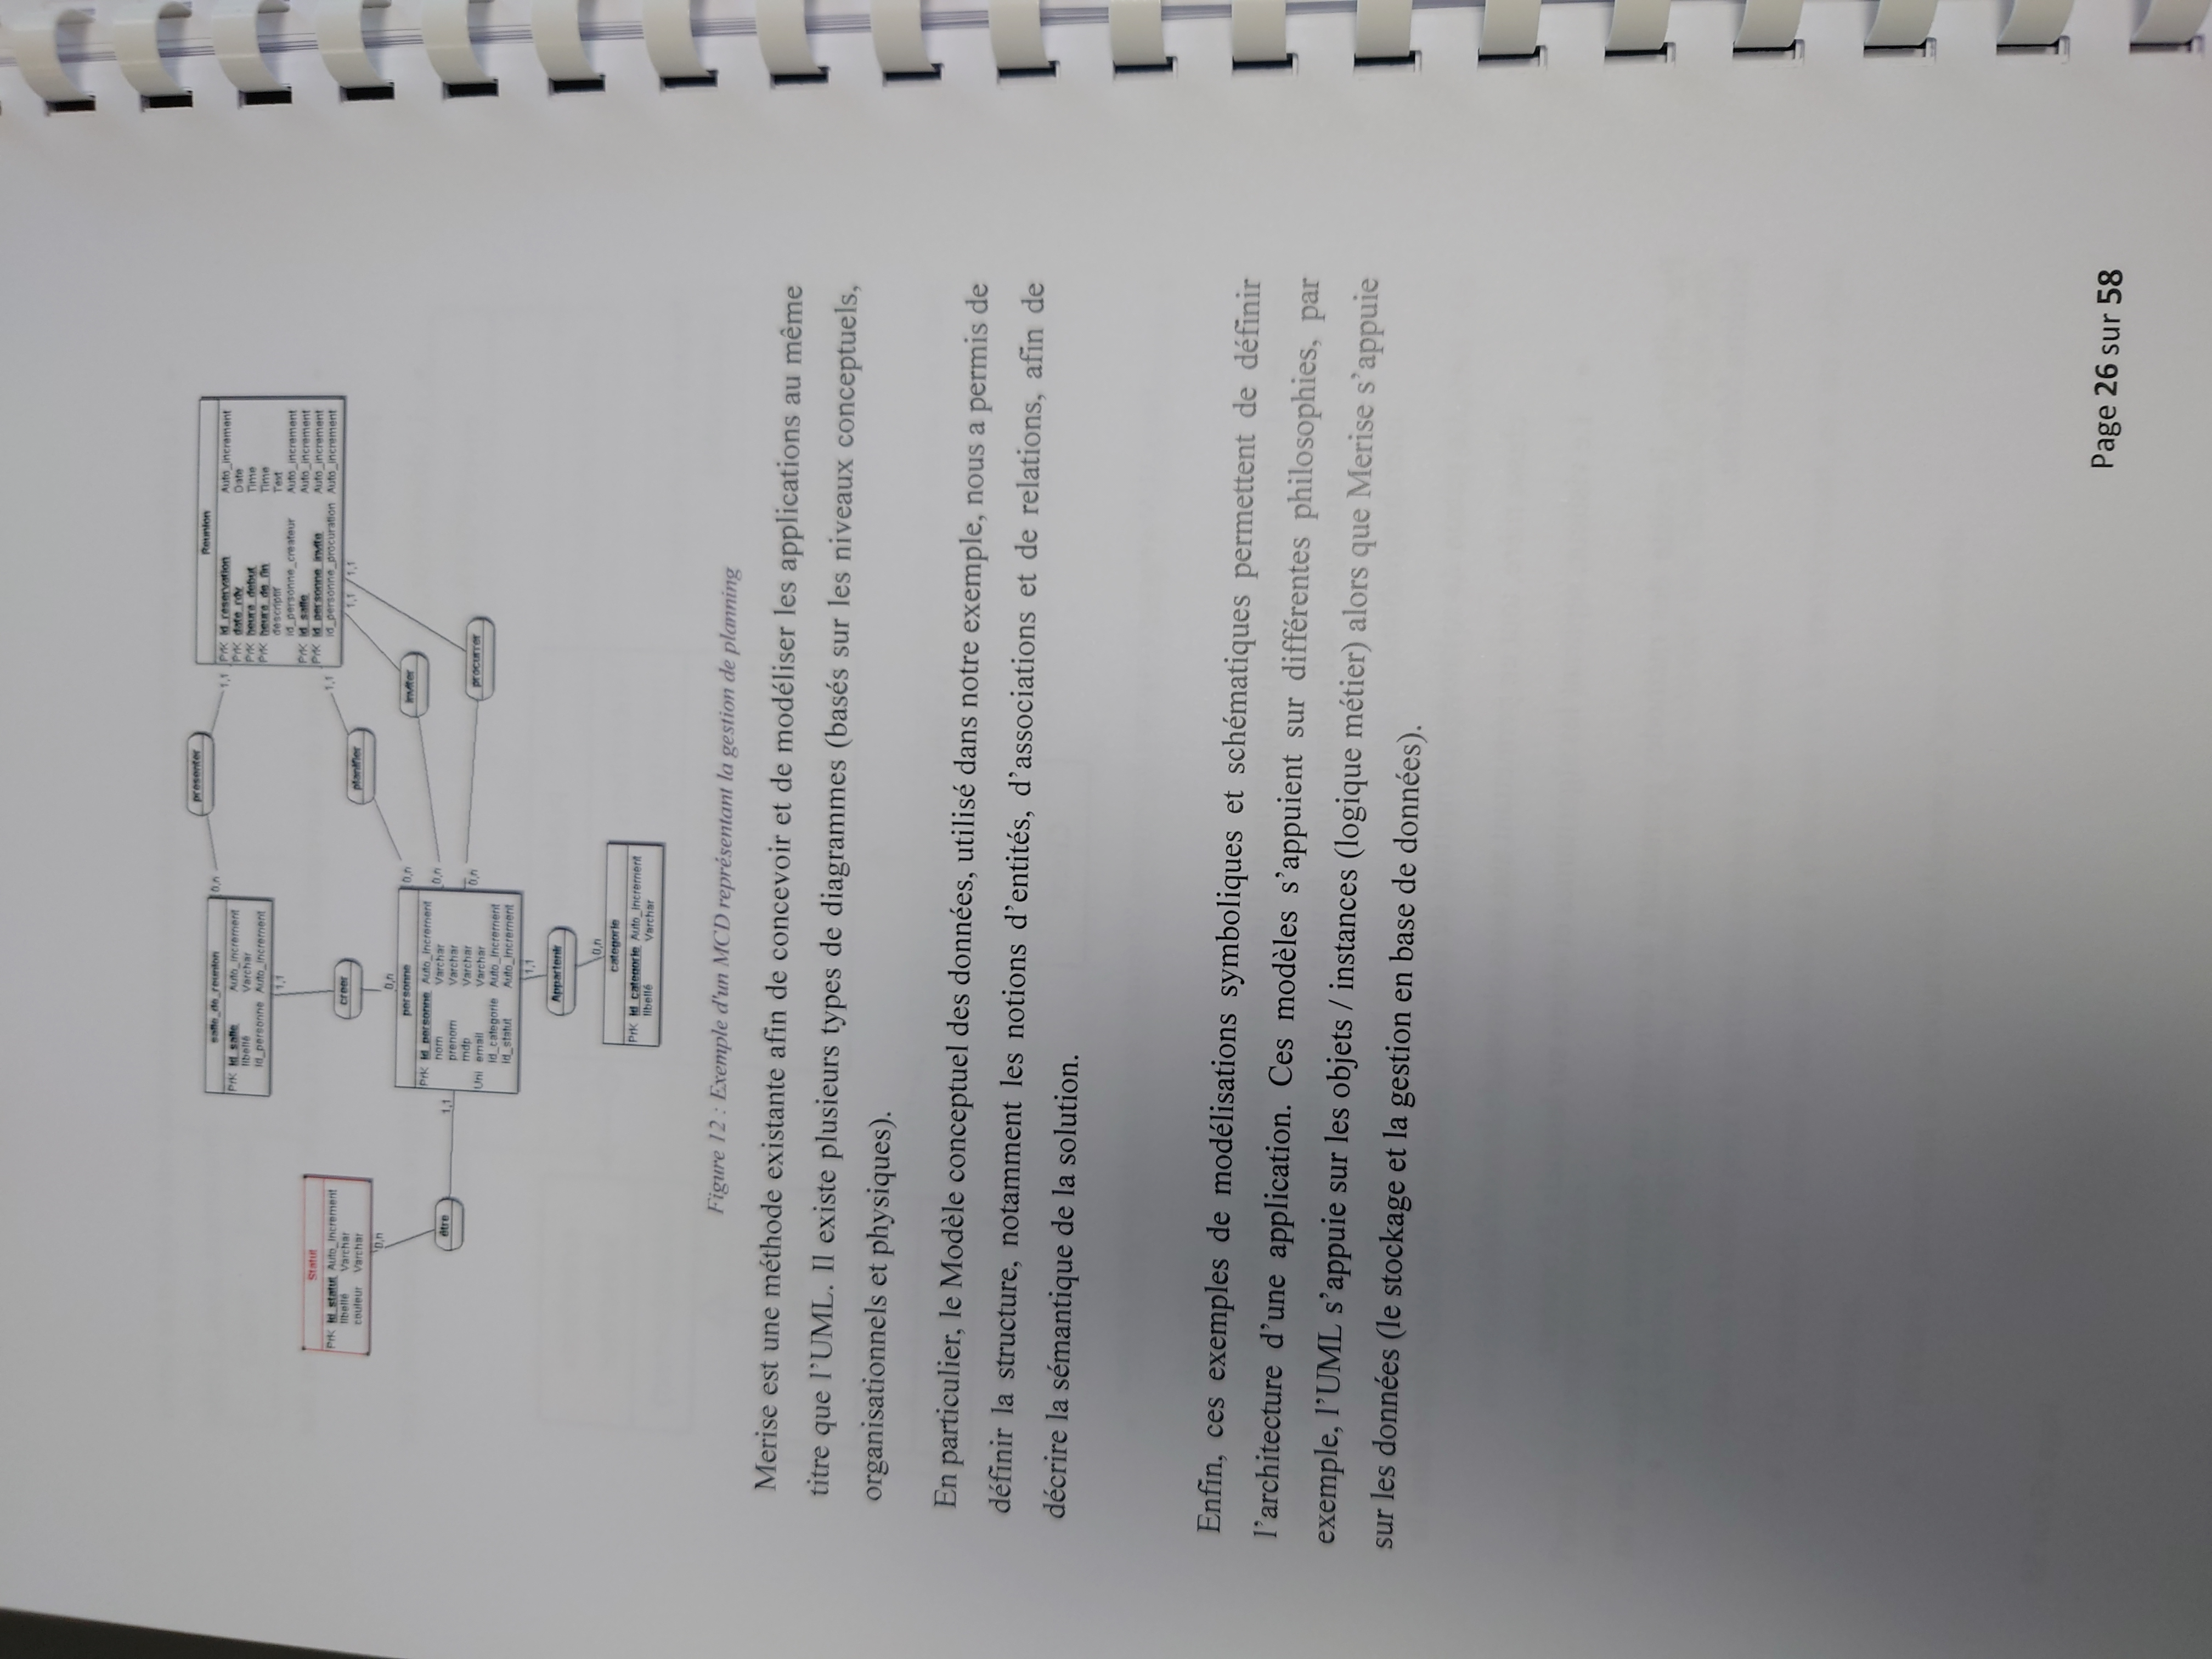 presenter
salle_de_reunion
PrK id_salle Auto_increment
libellé Varchar
id_personne Auto_increment
0,n
1,1
Reunion
PrK id_reservation Auto_increment
PrK date_rdv Date
PrK heure_debut Time
PrK heure_de_fin Time
descriptif Text
id_personne_createur Auto_increment
PrK id_salle Auto_increment
PrK id_personne_invite Auto_increment
id_personne_procuration Auto_increment
1,1
Statut
PrK id_statut Auto_increment
libellé Varchar
couleur Varchar
0,n
creer
0,n
planifier
1,1
1,1
1,1
personne
PrK id_personne Auto_increment
nom Varchar
prenom Varchar
mdp Varchar
Uni email Varchar
id_categorie Auto_increment
id_statut Auto_increment
0,n
0,n
0,n
inviter
être
1,1
procurrer
1,1
Appartenir
0,n
categorie
PrK id_categorie Auto_increment
libellé Varchar
Figure 12 : Exemple d'un MCD représentant la gestion de planning
Merise est une méthode existante afin de concevoir et de modéliser les applications au même
titre que l’UML. Il existe plusieurs types de diagrammes (basés sur les niveaux conceptuels,
organisationnels et physiques).
En particulier, le Modèle conceptuel des données, utilisé dans notre exemple, nous a permis de
définir la structure, notamment les notions d’entités, d’associations et de relations, afin de
décrire la sémantique de la solution.
Enfin, ces exemples de modélisations symboliques et schématiques permettent de définir
l’architecture d’une application. Ces modèles s’appuient sur différentes philosophies, par
exemple, l’UML s’appuie sur les objets / instances (logique métier) alors que Merise s’appuie
sur les données (le stockage et la gestion en base de données).
Page 26 sur 58